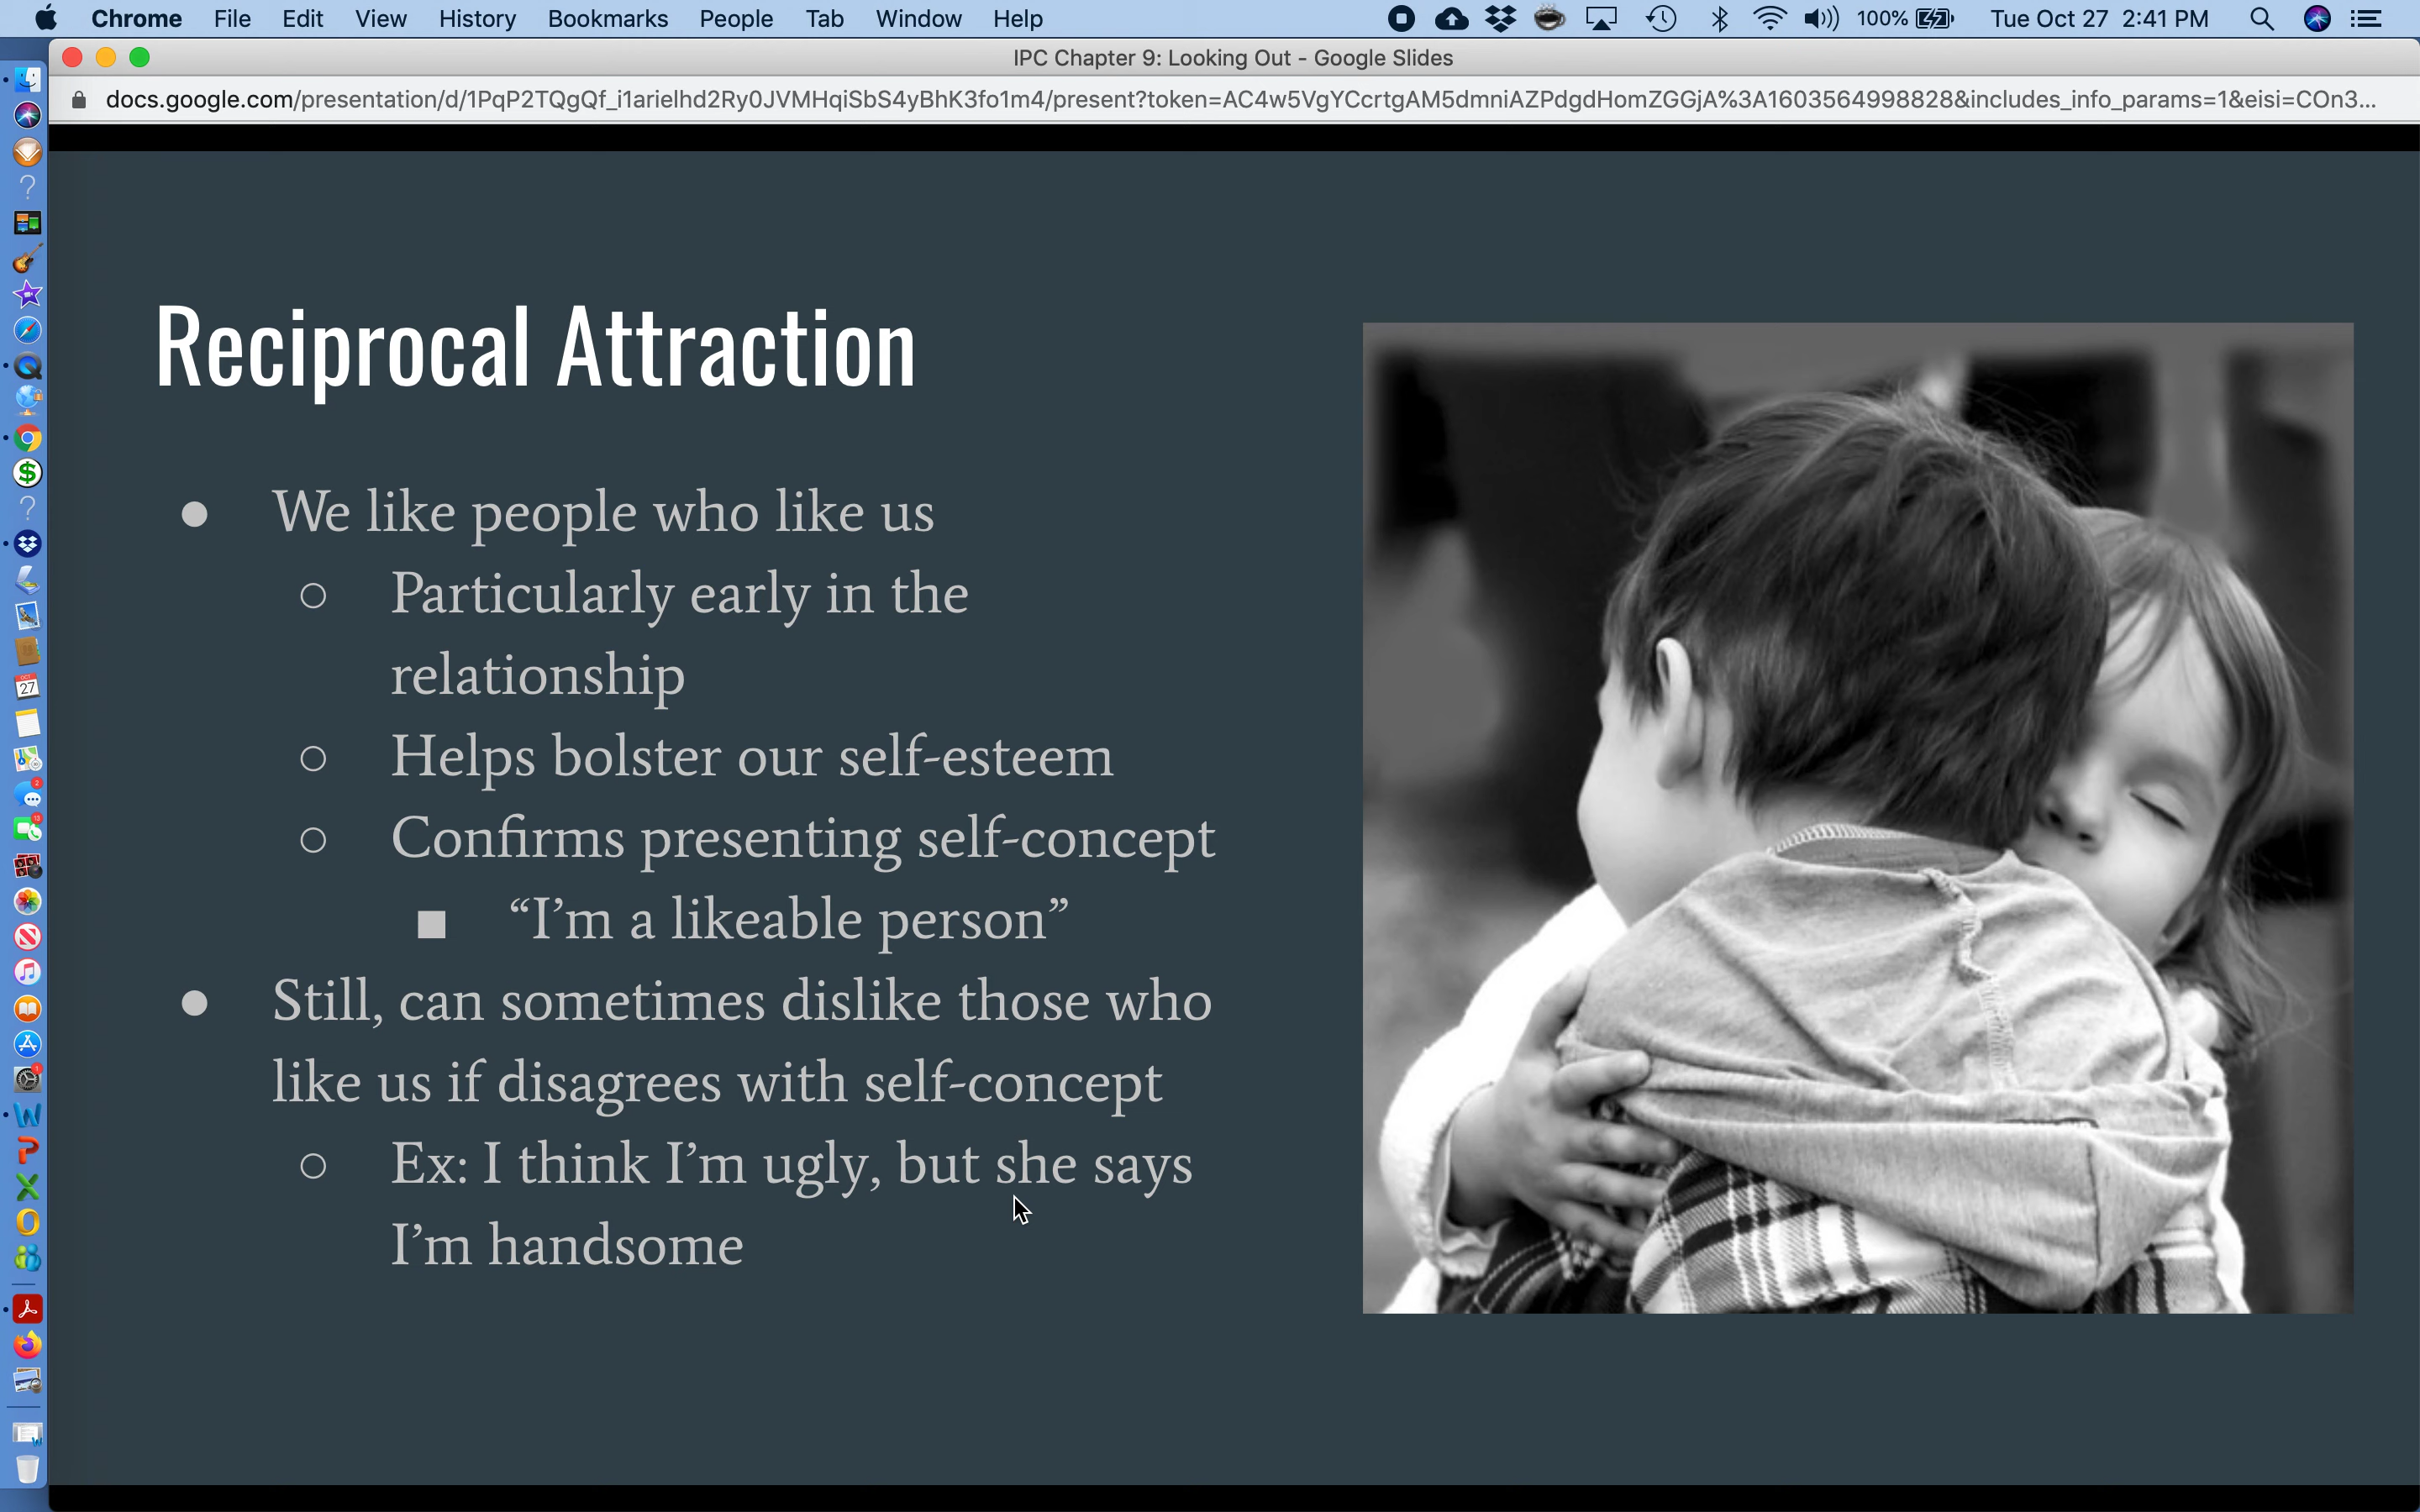 Chrome File Edit View History Bookmarks People Tab Window Help 100% Tue Oct 27 2:41 PM
IPC Chapter 9: Looking Out - Google Slides
docs.google.com/presentation/d/1PqP2TQgQf_i1arielhd2Ry0JVMHqiSbS4yBhK3fo1m4/present?token=AC4w5VgYCcrtgAM5dmniAZPdgdHomZGGjA%3A1603564998828&includes_info_params=1&eisi=COn3...
Reciprocal Attraction
● We like people who like us
○ Particularly early in the
relationship
○ Helps bolster our self-esteem
○ Confirms presenting self-concept
■ “I’m a likeable person”
● Still, can sometimes dislike those who
like us if disagrees with self-concept
○ Ex: I think I’m ugly, but she says
I’m handsome